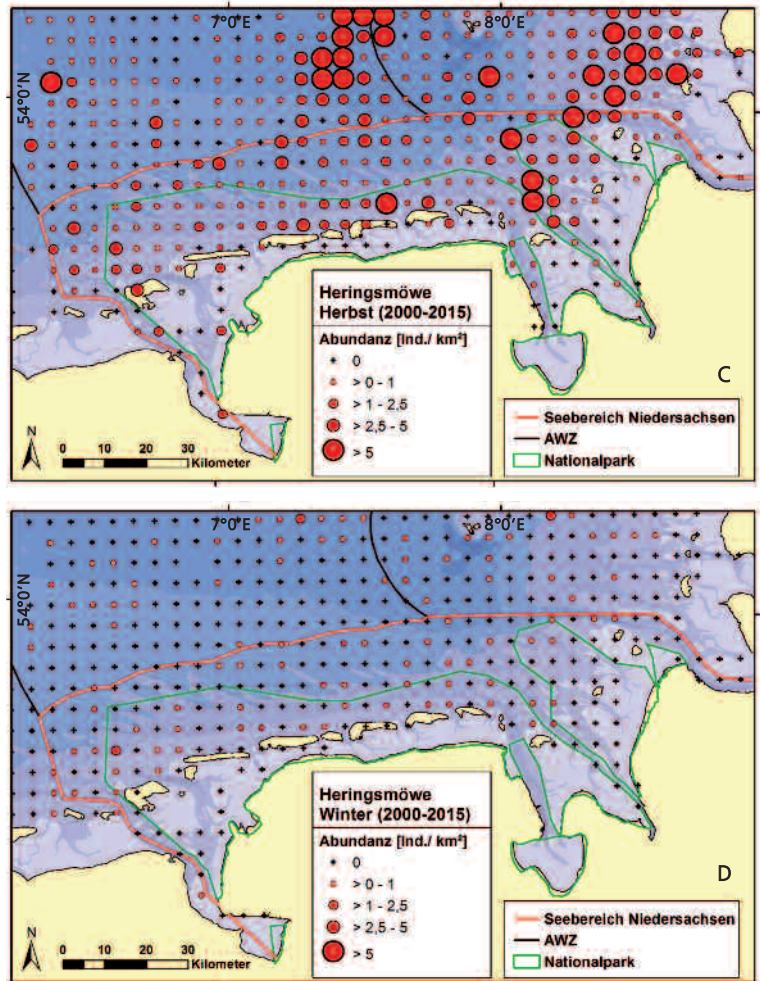 7°0'E 8°0'E
54°0'N
Heringsmöwe
Herbst (2000-2015)
Abundanz [Ind./ km²]
0
> 0 - 1
> 1 - 2,5
> 2,5 - 5
> 5
C
Seebereich Niedersachsen
AWZ
Nationalpark
N
0 10 20 30
Kilometer
7°0'E 8°0'E
54°0'N
Heringsmöwe
Winter (2000-2015)
Abundanz [Ind./ km²]
0
> 0 - 1
> 1 - 2,5
> 2,5 - 5
> 5
D
Seebereich Niedersachsen
AWZ
Nationalpark
N
0 10 20 30
Kilometer